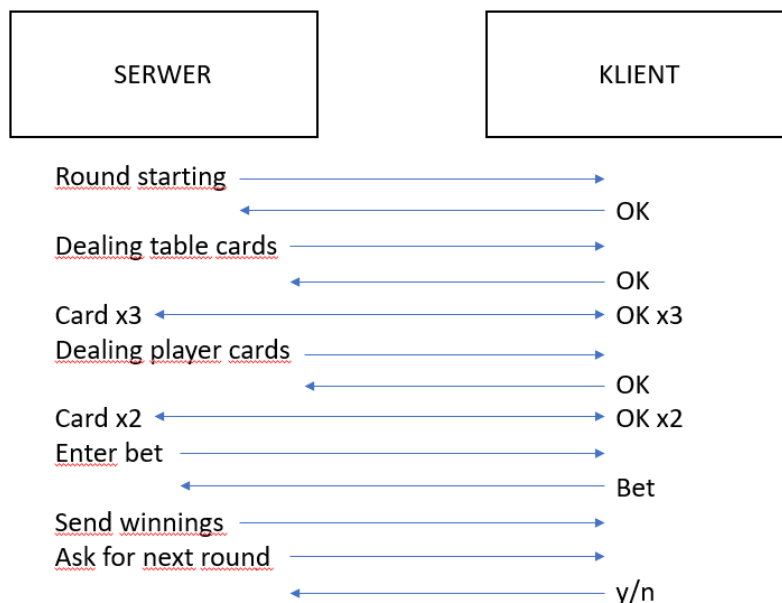 SERWER
KLIENT
Round starting
OK
Dealing table cards
OK
Card x3
OK x3
Dealing player cards
OK
Card x2
OK x2
Enter bet
Bet
Send winnings
Ask for next round
y/n